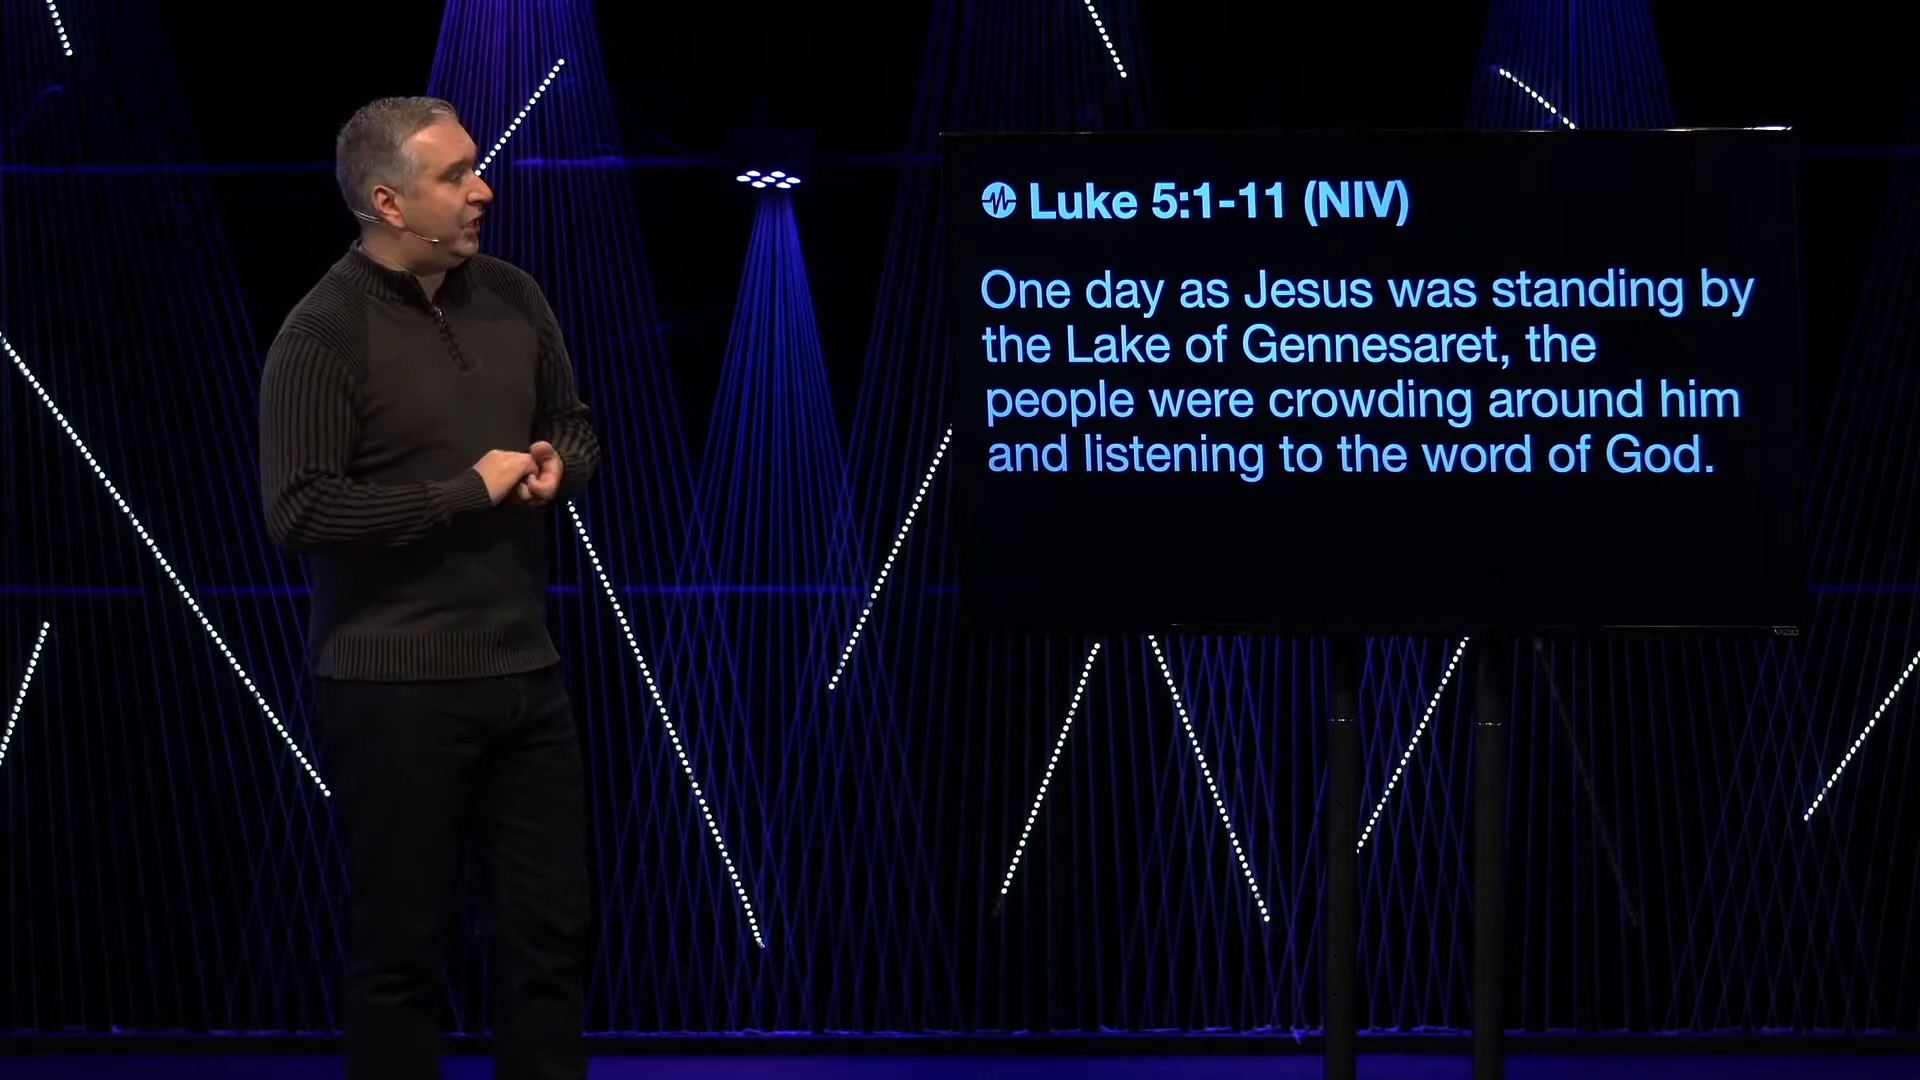 Luke 5:1-11 (NIV)
One day as Jesus was standing by
the Lake of Gennesaret, the
people were crowding around him
and listening to the word of God.